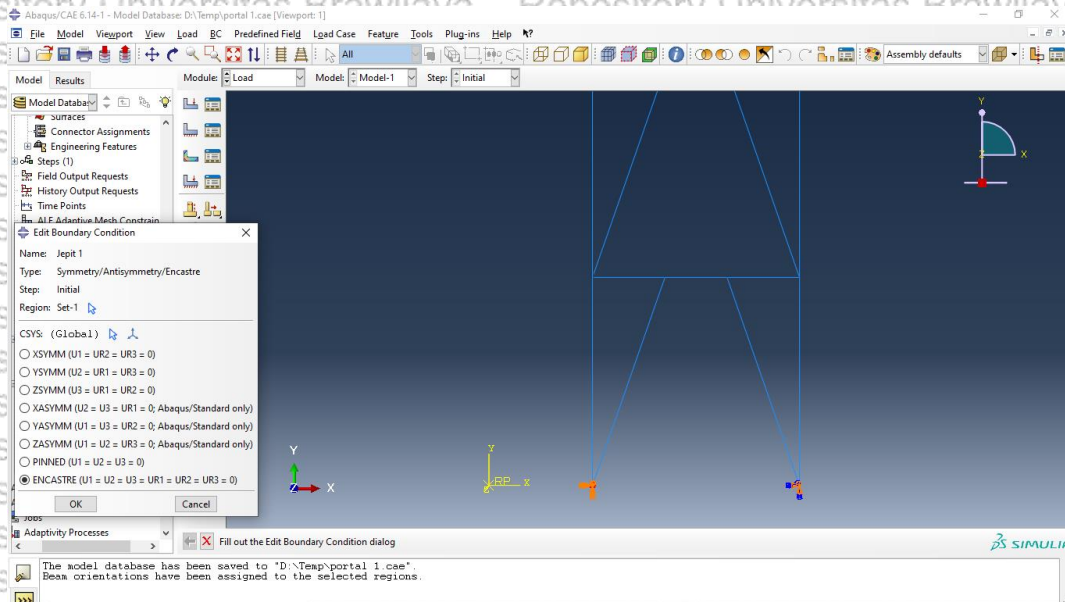 Repository Universitas Brawijaya
Abaqus/CAE 6.14-1 - Model Database: D:\Temp\portal 1.cae [Viewport: 1]
File Model Viewport View Load BC Predefined Field Load Case Feature Tools Plug-ins Help
All
Assembly defaults
Model Results
Module: Load Model: Model-1 Step: Initial
Model Databas
Surfaces
Connector Assignments
Engineering Features
Steps (1)
Field Output Requests
History Output Requests
Time Points
ALE Adaptive Mesh Constrain
Edit Boundary Condition
Name: Jepit 1
Type: Symmetry/Antisymmetry/Encastre
Step: Initial
Region: Set-1
CSYS: (Global)
XSYMM (U1 = UR2 = UR3 = 0)
YSYMM (U2 = UR1 = UR3 = 0)
ZSYMM (U3 = UR1 = UR2 = 0)
XASYMM (U2 = U3 = UR1 = 0; Abaqus/Standard only)
YASYMM (U1 = U3 = UR2 = 0; Abaqus/Standard only)
ZASYMM (U1 = U2 = UR3 = 0; Abaqus/Standard only)
PINNED (U1 = U2 = U3 = 0)
ENCASTRE (U1 = U2 = U3 = UR1 = UR2 = UR3 = 0)
OK Cancel
Jobs
Adaptivity Processes
Y
X
Z
Y
X
Z
Y
RP X
Z
Fill out the Edit Boundary Condition dialog
SIMULIA
The model database has been saved to "D:\Temp\portal 1.cae".
Beam orientations have been assigned to the selected regions.